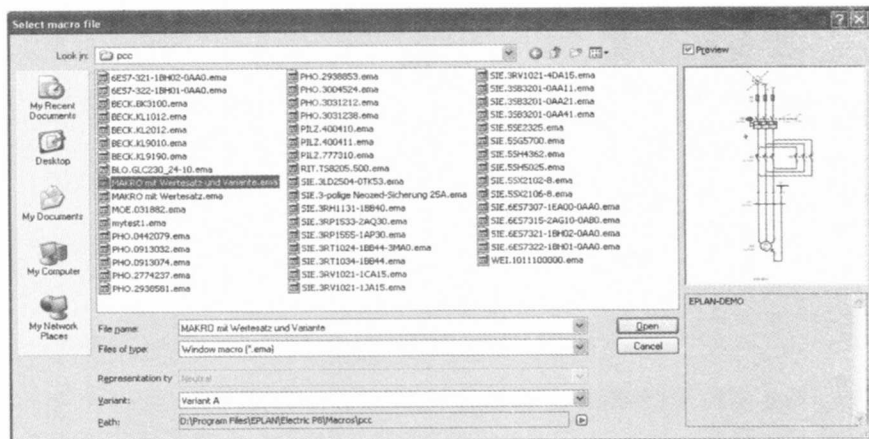 Select macro file
Look in:
pcc
Preview
My Recent Documents
Desktop
My Documents
My Computer
My Network Places
6ES7-321-1BH02-0AA0.ema
6ES7-322-1BH01-0AA0.ema
BECK.BK3100.ema
BECK.KL1012.ema
BECK.KL2012.ema
BECK.KL9010.ema
BECK.KL9190.ema
BLO.GLC230_24-10.ema
MAKRO mit Wertesatz und Variante.ema
MAKRO mit Wertesatz.ema
MOE.031882.ema
mytest1.ema
PHO.0442079.ema
PHO.0913032.ema
PHO.0913074.ema
PHO.2774237.ema
PHO.2938581.ema
PHO.2938853.ema
PHO.3004524.ema
PHO.3031212.ema
PHO.3031238.ema
PILZ.400410.ema
PILZ.400411.ema
PILZ.777310.ema
RIT.TS8205.500.ema
SIE.3LD2504-0TK53.ema
SIE.3-polige Neozed-Sicherung 25A.ema
SIE.3RH1131-1BB40.ema
SIE.3RP1533-2AQ30.ema
SIE.3RP1555-1AP30.ema
SIE.3RT1024-1BB44-3MA0.ema
SIE.3RT1034-1BB44.ema
SIE.3RV1021-1CA15.ema
SIE.3RV1021-1JA15.ema
SIE.3RV1021-4DA15.ema
SIE.3SB3201-0AA11.ema
SIE.3SB3201-0AA21.ema
SIE.3SB3201-0AA41.ema
SIE.5SE2325.ema
SIE.5SG5700.ema
SIE.5SH4362.ema
SIE.5SH5025.ema
SIE.5SX2102-8.ema
SIE.5SX2106-8.ema
SIE.6ES7307-1EA00-0AA0.ema
SIE.6ES7315-2AG10-0AB0.ema
SIE.6ES7321-1BH02-0AA0.ema
SIE.6ES7322-1BH01-0AA0.ema
WEI.1011100000.ema
EPLAN-DEMO
File name:
MAKRO mit Wertesatz und Variante
Open
Files of type:
Window macro (*.ema)
Cancel
Representation ty
Neutral
Variant:
Variant A
Path:
D:\Program Files\EPLAN\Electric P8\Macros\pcc